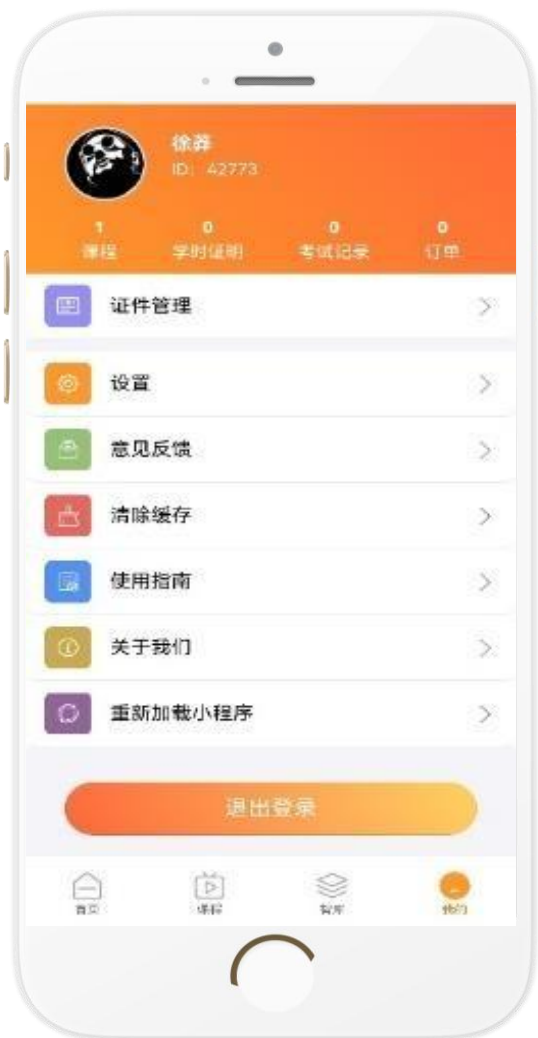 徐莽
ID: 42773
1 0 0 0
课程 学时证明 考试记录 订单
证件管理
设置
意见反馈
清除缓存
使用指南
关于我们
重新加载小程序
退出登录
首页 课程 智库 我的